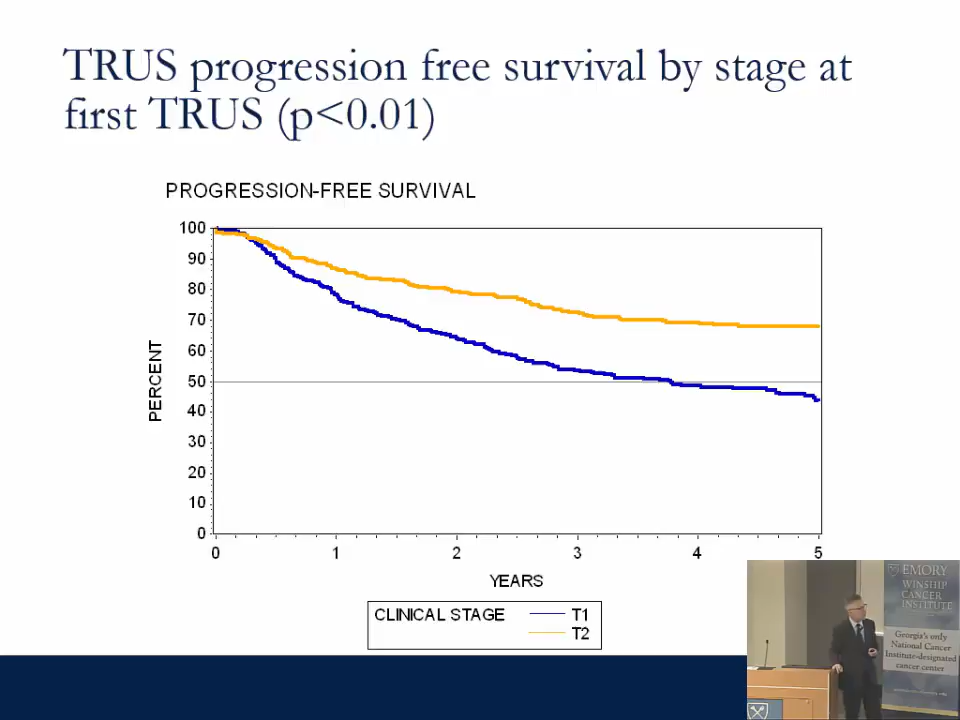 TRUS progression free survival by stage at
first TRUS (p<0.01)
PROGRESSION-FREE SURVIVAL
100
90
80
70
60
50
40
30
20
10
0
PERCENT
0 1 2 3 4 5
YEARS
CLINICAL STAGE T1
T2
EMORY
WINSHIP
CANCER
INSTITUTE
Georgia's only
National Cancer
Institute-designated
cancer center